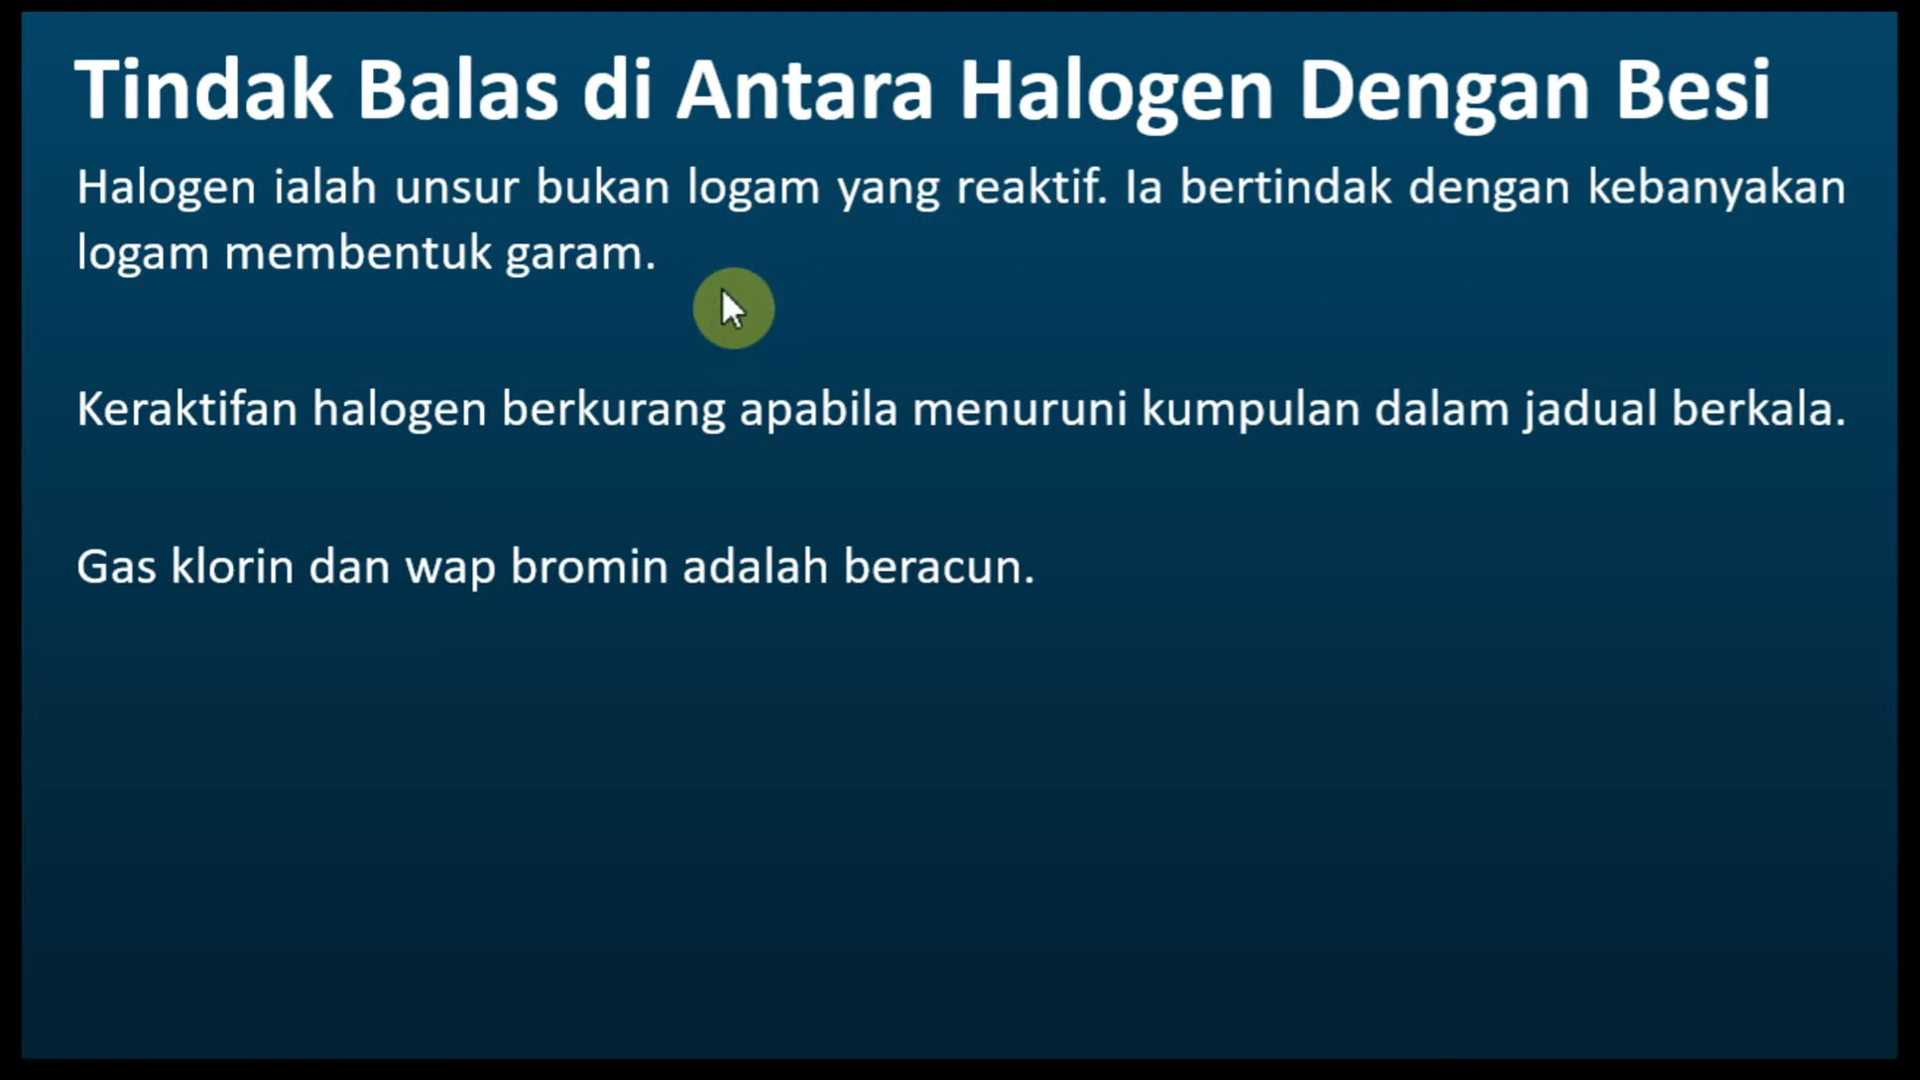 Tindak Balas di Antara Halogen Dengan Besi
Halogen ialah unsur bukan logam yang reaktif. Ia bertindak dengan kebanyakan
logam membentuk garam.
Keraktifan halogen berkurang apabila menuruni kumpulan dalam jadual berkala.
Gas klorin dan wap bromin adalah beracun.